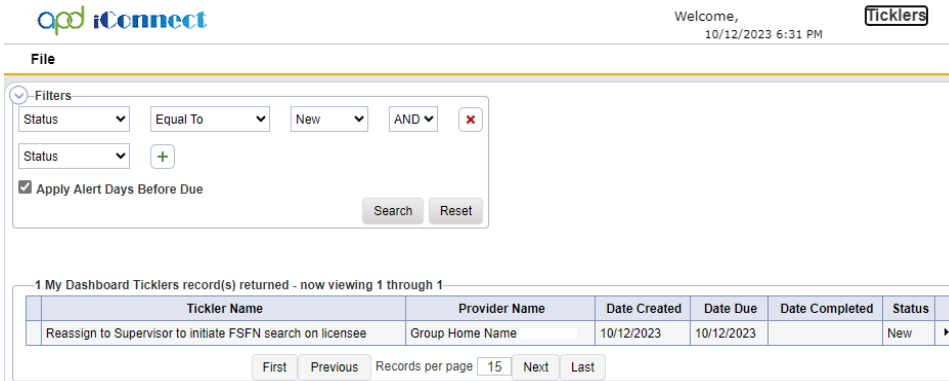 apd iConnect
Welcome,
Ticklers
10/12/2023 6:31 PM
File
Filters
Status Equal To New AND
Status
Apply Alert Days Before Due
Search Reset
1 My Dashboard Ticklers record(s) returned - now viewing 1 through 1
Tickler Name Provider Name Date Created Date Due Date Completed Status
Reassign to Supervisor to initiate FSFN search on licensee Group Home Name 10/12/2023 10/12/2023 New
First Previous Records per page 15 Next Last